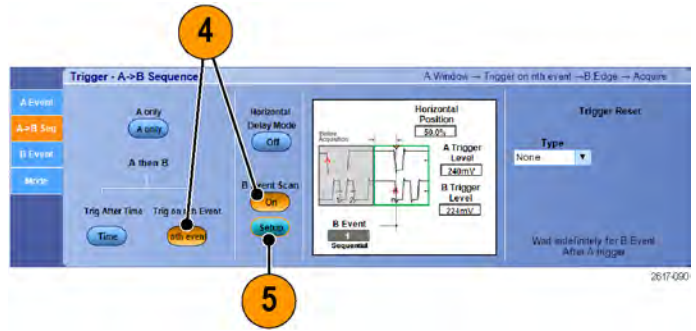 4
Trigger - A->B Sequence
A Window → Trigger on nth event →B Edge → Acquire
A Event
A->B Seq
B Event
Mode
A only
A only
A then B
Trig After Time
Time
Trig on nth Event
nth even
Horizontal
Delay Mode
Off
B Event Scan
On
Setup
Before
Acquisition
Horizontal
Position
50.0%
A Trigger
Level
240mV
B Trigger
Level
224mV
B Event
1
Sequential
Trigger Reset
Type
None
Wait indefinitely for B Event
After A trigger
5
2617-090